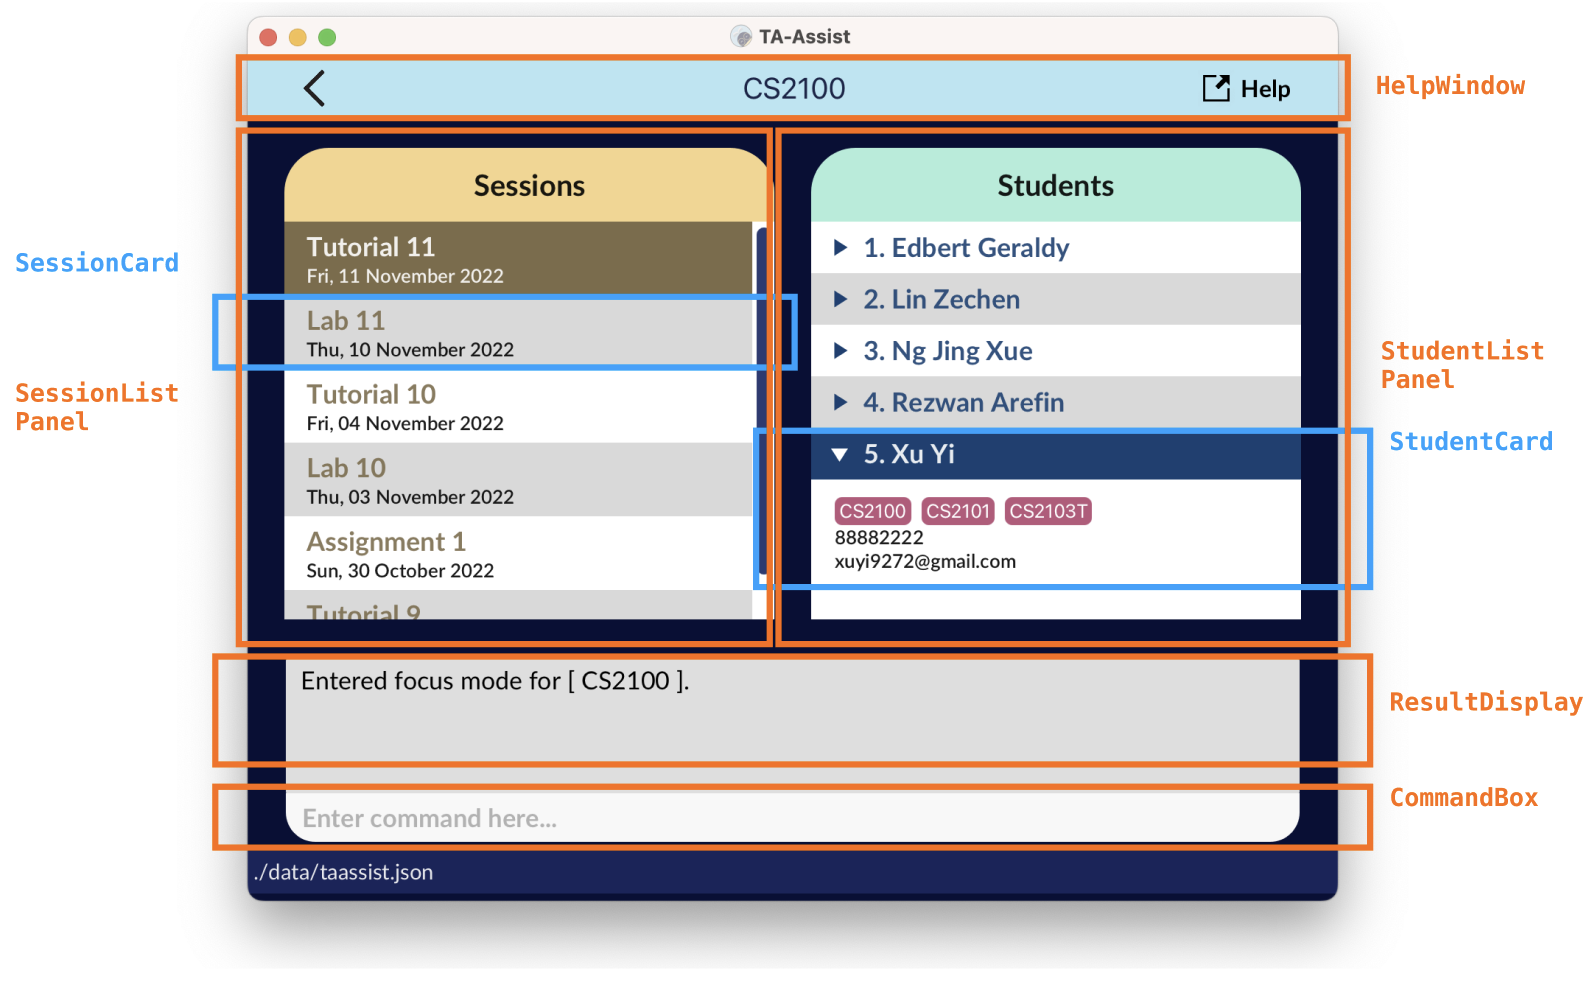 TA-Assist
CS2100
Help
HelpWindow
Sessions
Tutorial 11
Fri, 11 November 2022
Lab 11
Thu, 10 November 2022
Tutorial 10
Fri, 04 November 2022
Lab 10
Thu, 03 November 2022
Assignment 1
Sun, 30 October 2022
Tutorial 9
SessionCard
SessionList
Panel
Students
1. Edbert Geraldy
2. Lin Zechen
3. Ng Jing Xue
4. Rezwan Arefin
5. Xu Yi
CS2100 CS2101 CS2103T
88882222
xuyi9272@gmail.com
StudentList
Panel
StudentCard
Entered focus mode for [ CS2100 ].
ResultDisplay
Enter command here...
CommandBox
./data/taassist.json